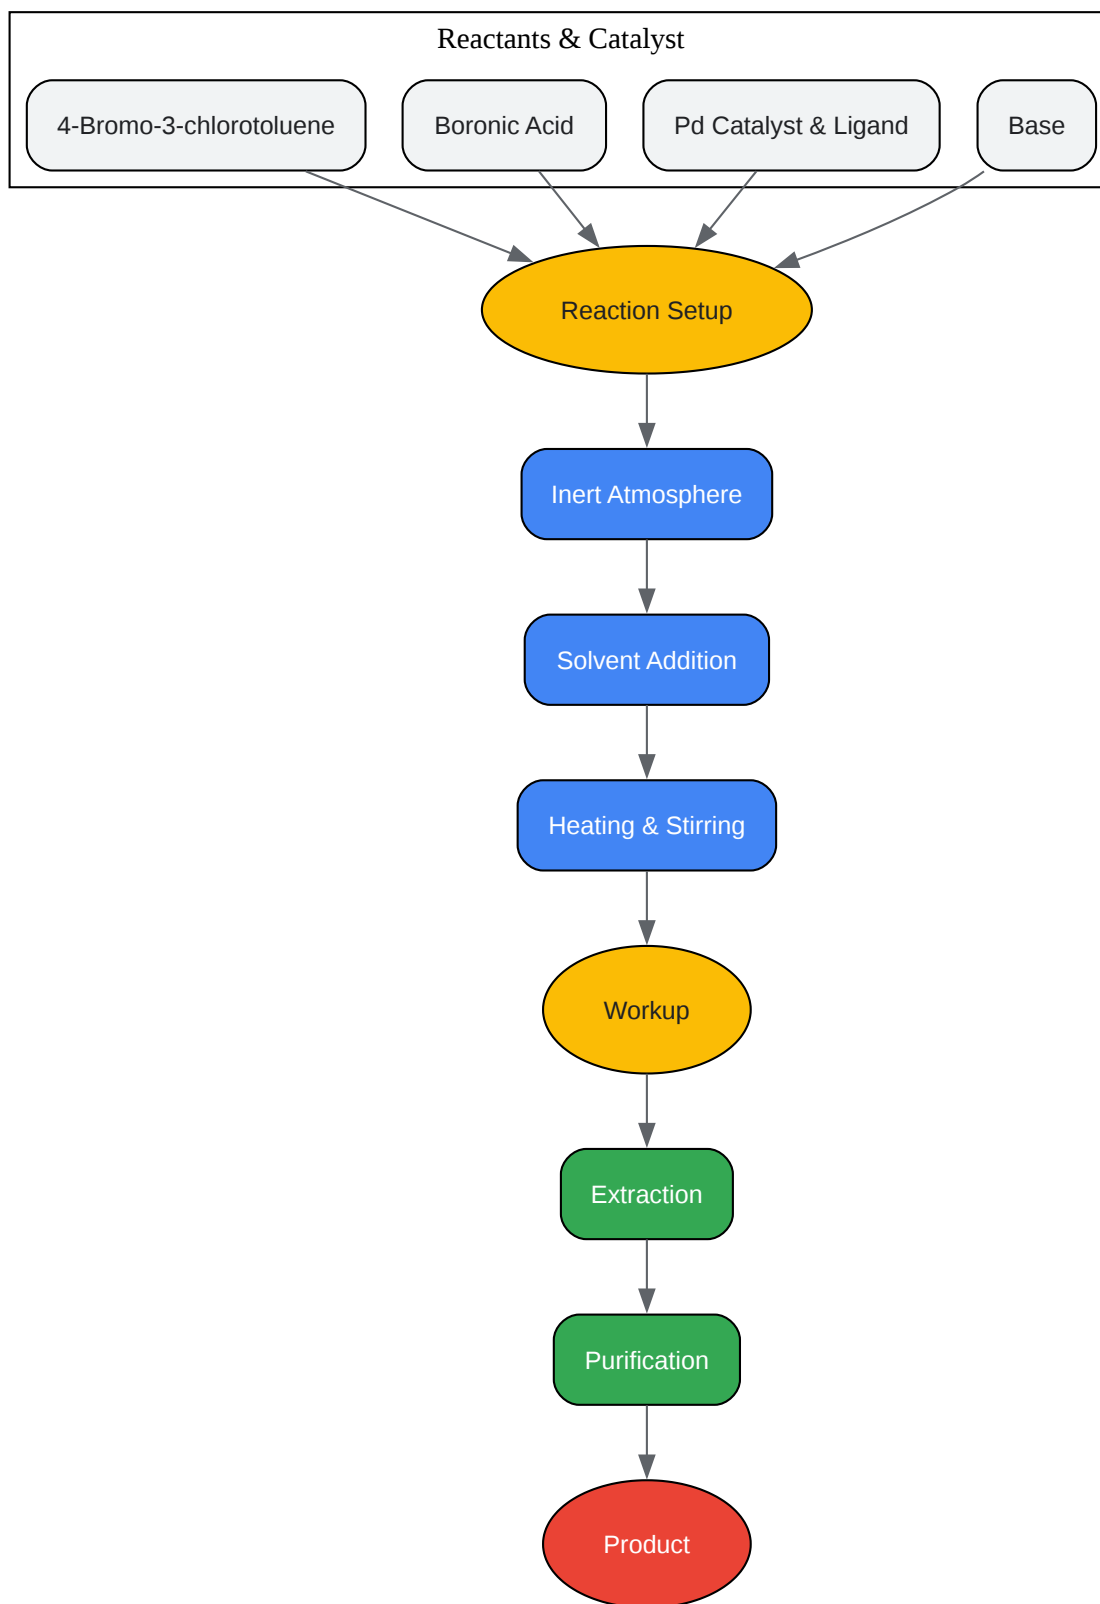 Reactants & Catalyst
4-Bromo-3-chlorotoluene
Boronic Acid
Pd Catalyst & Ligand
Base
Reaction Setup
Inert Atmosphere
Solvent Addition
Heating & Stirring
Workup
Extraction
Purification
Product